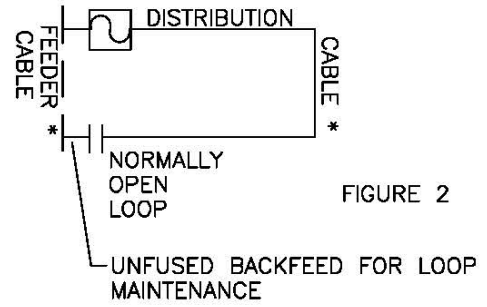 DISTRIBUTION
FEEDER
CABLE *
CABLE *
NORMALLY
OPEN
LOOP
FIGURE 2
UNFUSED BACKFEED FOR LOOP
MAINTENANCE